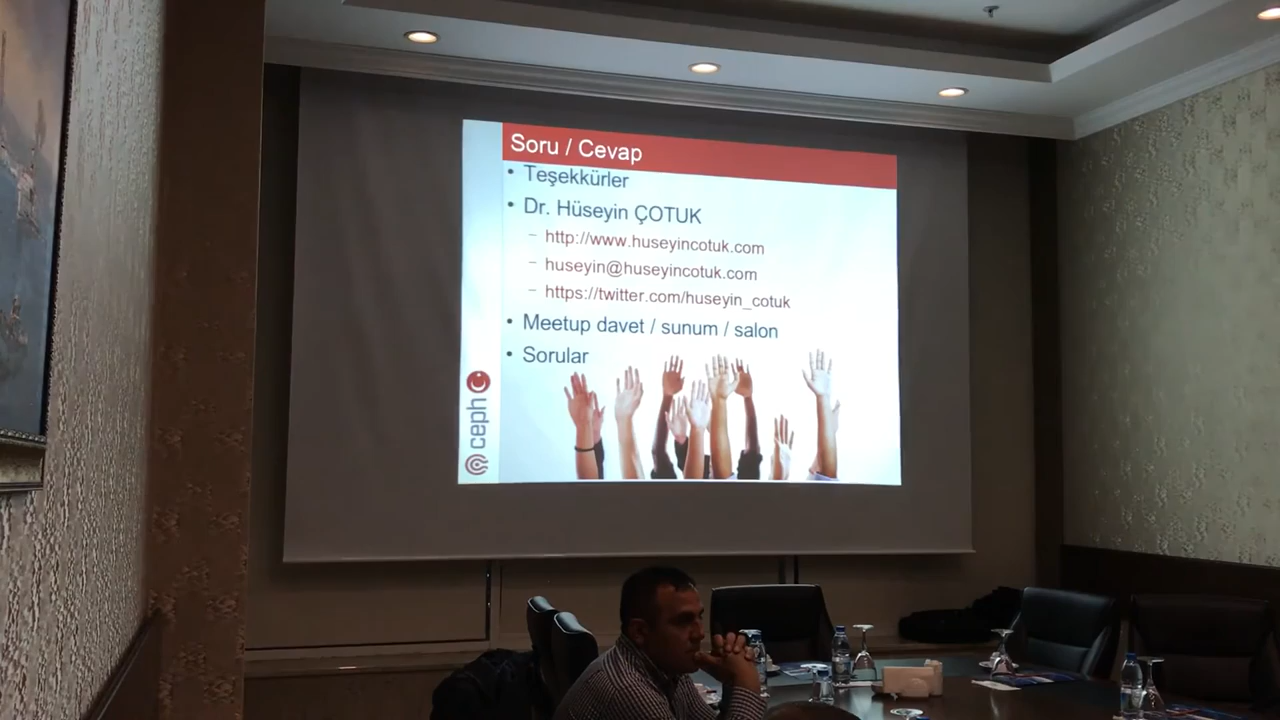 Soru / Cevap
• Teşekkürler
• Dr. Hüseyin ÇOTUK
– http://www.huseyincotuk.com
– huseyin@huseyincotuk.com
– https://twitter.com/huseyin_cotuk
• Meetup davet / sunum / salon
• Sorular
ceph